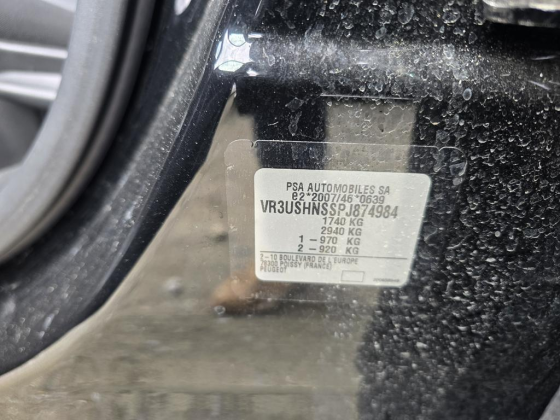 PSA AUTOMOBILES SA
e2*2007/46*0639
VR3USHNSSPJ874984
1740 KG
2940 KG
1 - 970 KG
2 - 920 KG
2-10 BOULEVARD DE L'EUROPE
78300 POISSY (FRANCE)
PEUGEOT